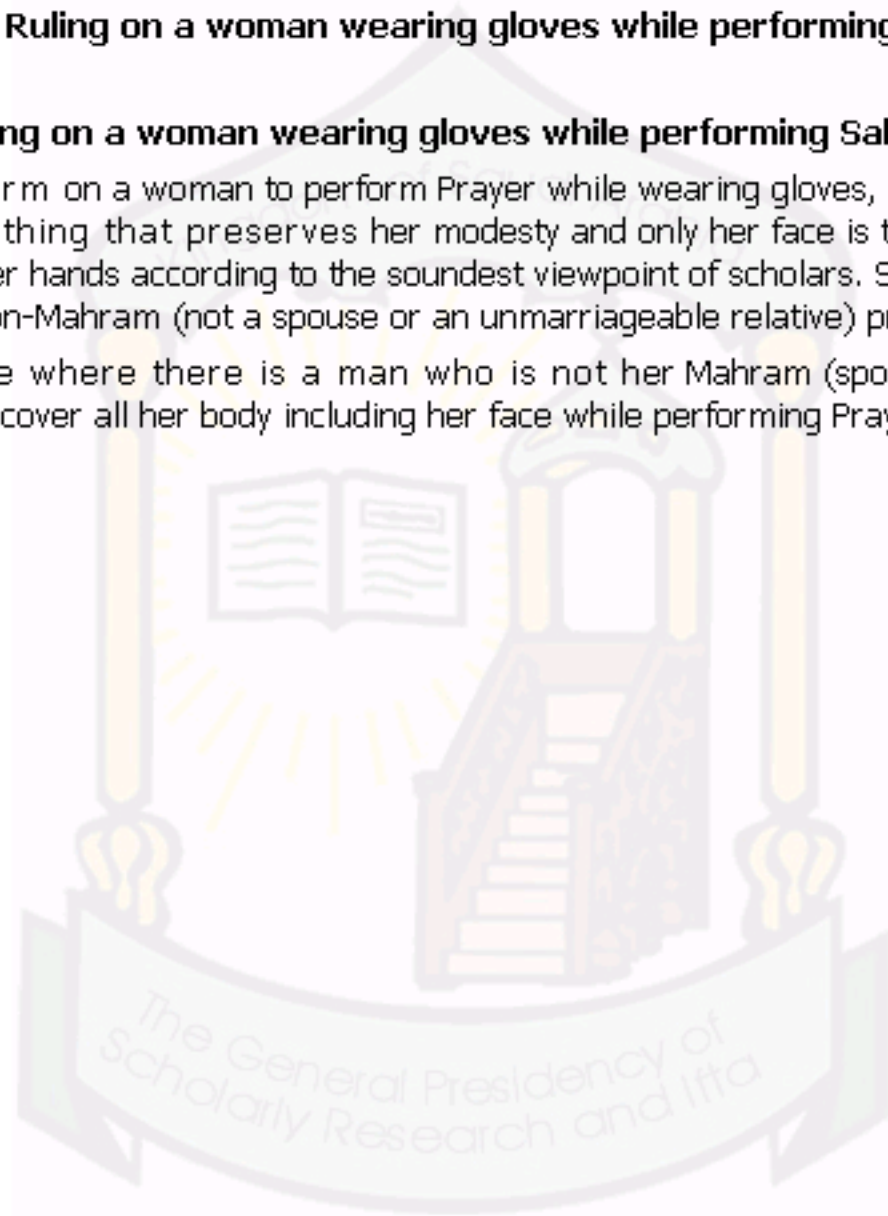 Ruling on a woman wearing gloves while performing
ng on a woman wearing gloves while performing Sal
rm on a woman to perform Prayer while wearing gloves,
thing that preserves her modesty and only her face is t
er hands according to the soundest viewpoint of scholars. S
on-Mahram (not a spouse or an unmarriageable relative) pr
e where there is a man who is not her Mahram (spo
cover all her body including her face while performing Pray
Kingdom of Saudi Arabia
The General Presidency of
Scholarly Research and Ifta